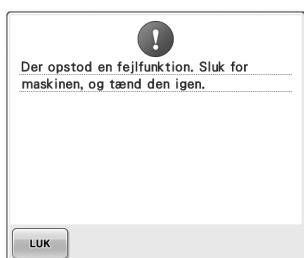 Der opstod en fejlfunktion. Sluk for
maskinen, og tænd den igen.
LUK